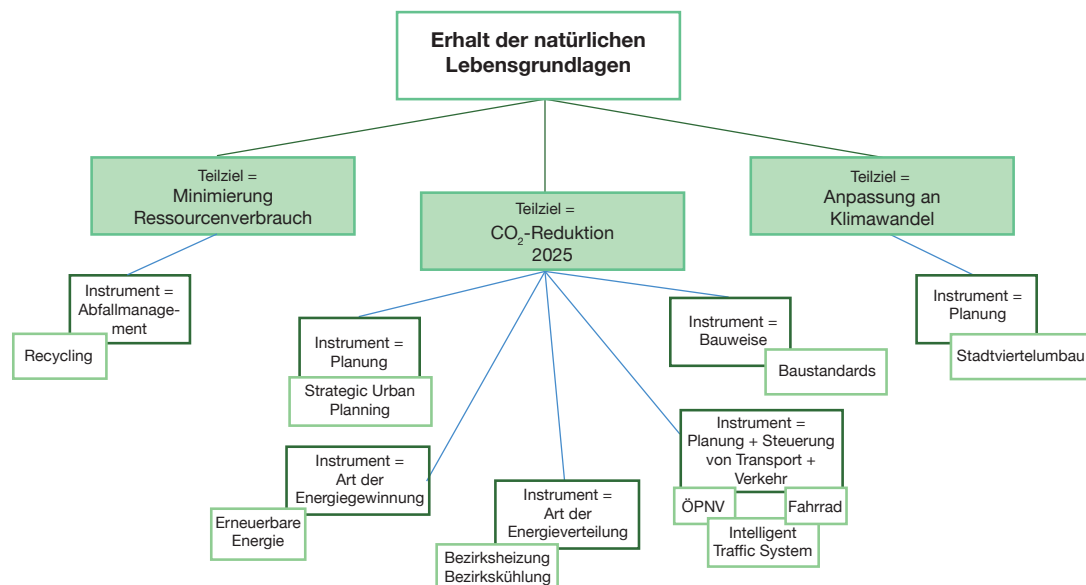 Erhalt der natürlichen
Lebensgrundlagen
Teilziel =
Minimierung
Ressourcenverbrauch
Teilziel =
CO₂-Reduktion
2025
Teilziel =
Anpassung an
Klimawandel
Instrument =
Abfallmanage-
ment
Recycling
Instrument =
Planung
Strategic Urban
Planning
Instrument =
Bauweise
Baustandards
Instrument =
Planung
Stadtviertelumbau
Instrument =
Art der
Energiegewinnung
Erneuerbare
Energie
Instrument =
Art der
Energieverteilung
Bezirksheizung
Bezirkskühlung
Instrument =
Planung + Steuerung
von Transport +
Verkehr
ÖPNV
Fahrrad
Intelligent
Traffic System